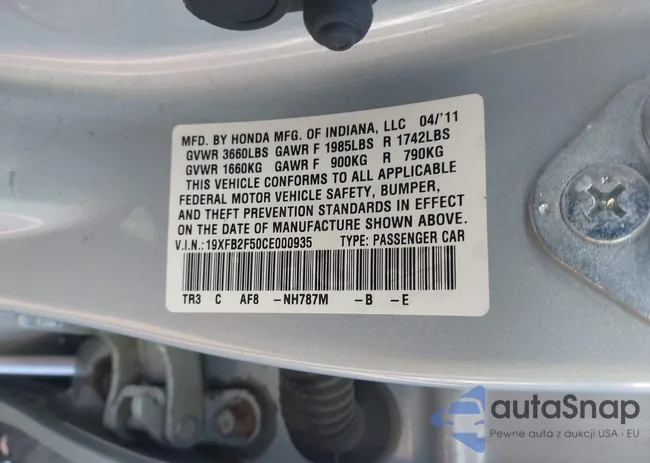 MFD. BY HONDA MFG. OF INDIANA, LLC 04/'11
GVWR 3660LBS GAWR F 1985LBS R 1742LBS
GVWR 1660KG GAWR F 900KG R 790KG
THIS VEHICLE CONFORMS TO ALL APPLICABLE
FEDERAL MOTOR VEHICLE SAFETY, BUMPER,
AND THEFT PREVENTION STANDARDS IN EFFECT
ON THE DATE OF MANUFACTURE SHOWN ABOVE.
V.I.N.: 19XFB2F50CE000935 TYPE: PASSENGER CAR
TR3 C AF8 -NH787M -B -E
autaSnap
Pewne auta z aukcji USA i EU